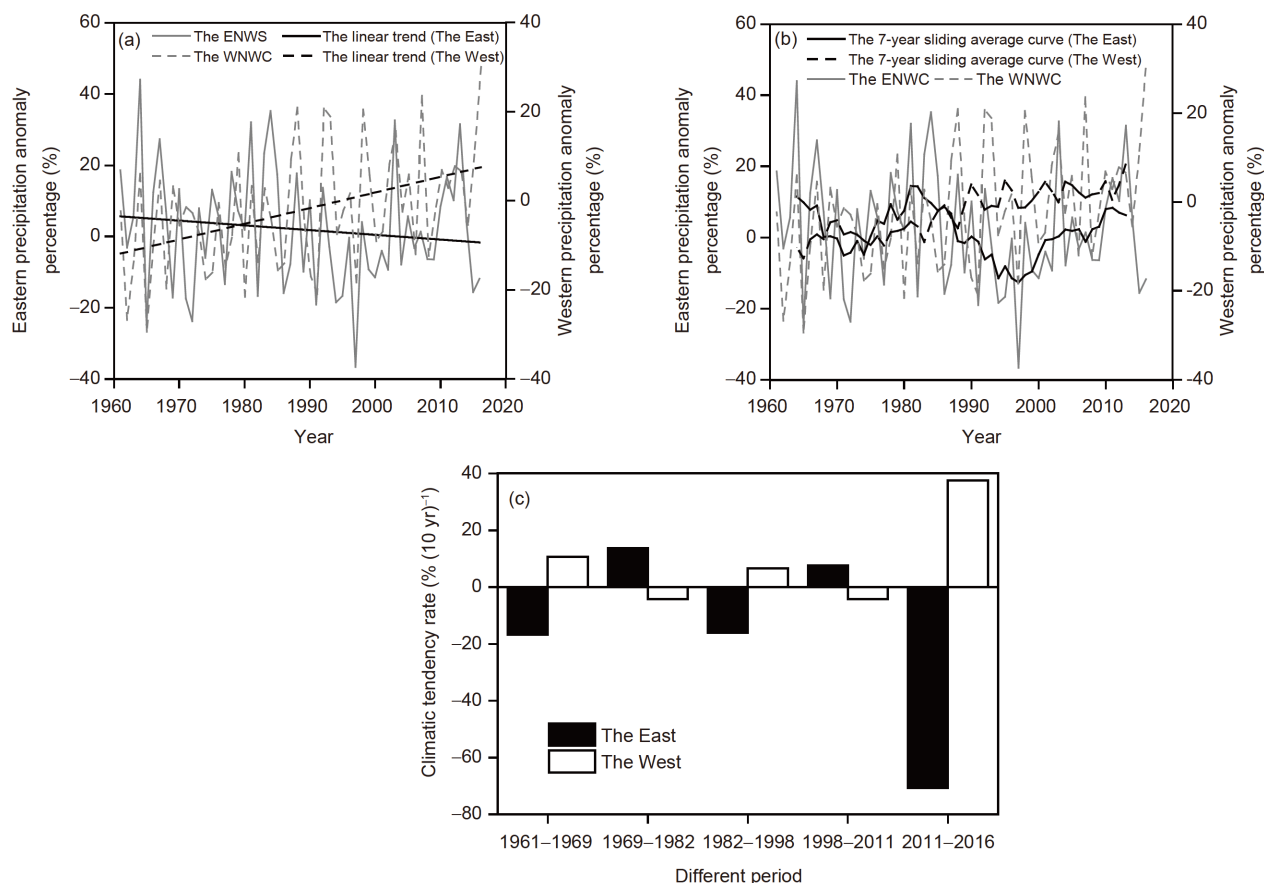 (a)
The ENWS
The linear trend (The East)
The WNWC
The linear trend (The West)
Eastern precipitation anomaly
percentage (%)
60
40
20
0
−20
−40
40
20
0
−20
−40
Western precipitation anomaly
percentage (%)
1960 1970 1980 1990 2000 2010 2020
Year
(b)
The 7-year sliding average curve (The East)
The 7-year sliding average curve (The West)
The ENWC
The WNWC
Eastern precipitation anomaly
percentage (%)
60
40
20
0
−20
−40
40
20
0
−20
−40
Western precipitation anomaly
percentage (%)
1960 1970 1980 1990 2000 2010 2020
Year
(c)
Climatic tendency rate (% (10 yr)⁻¹)
40
20
0
−20
−40
−60
−80
The East
The West
1961–1969 1969–1982 1982–1998 1998–2011 2011–2016
Different period